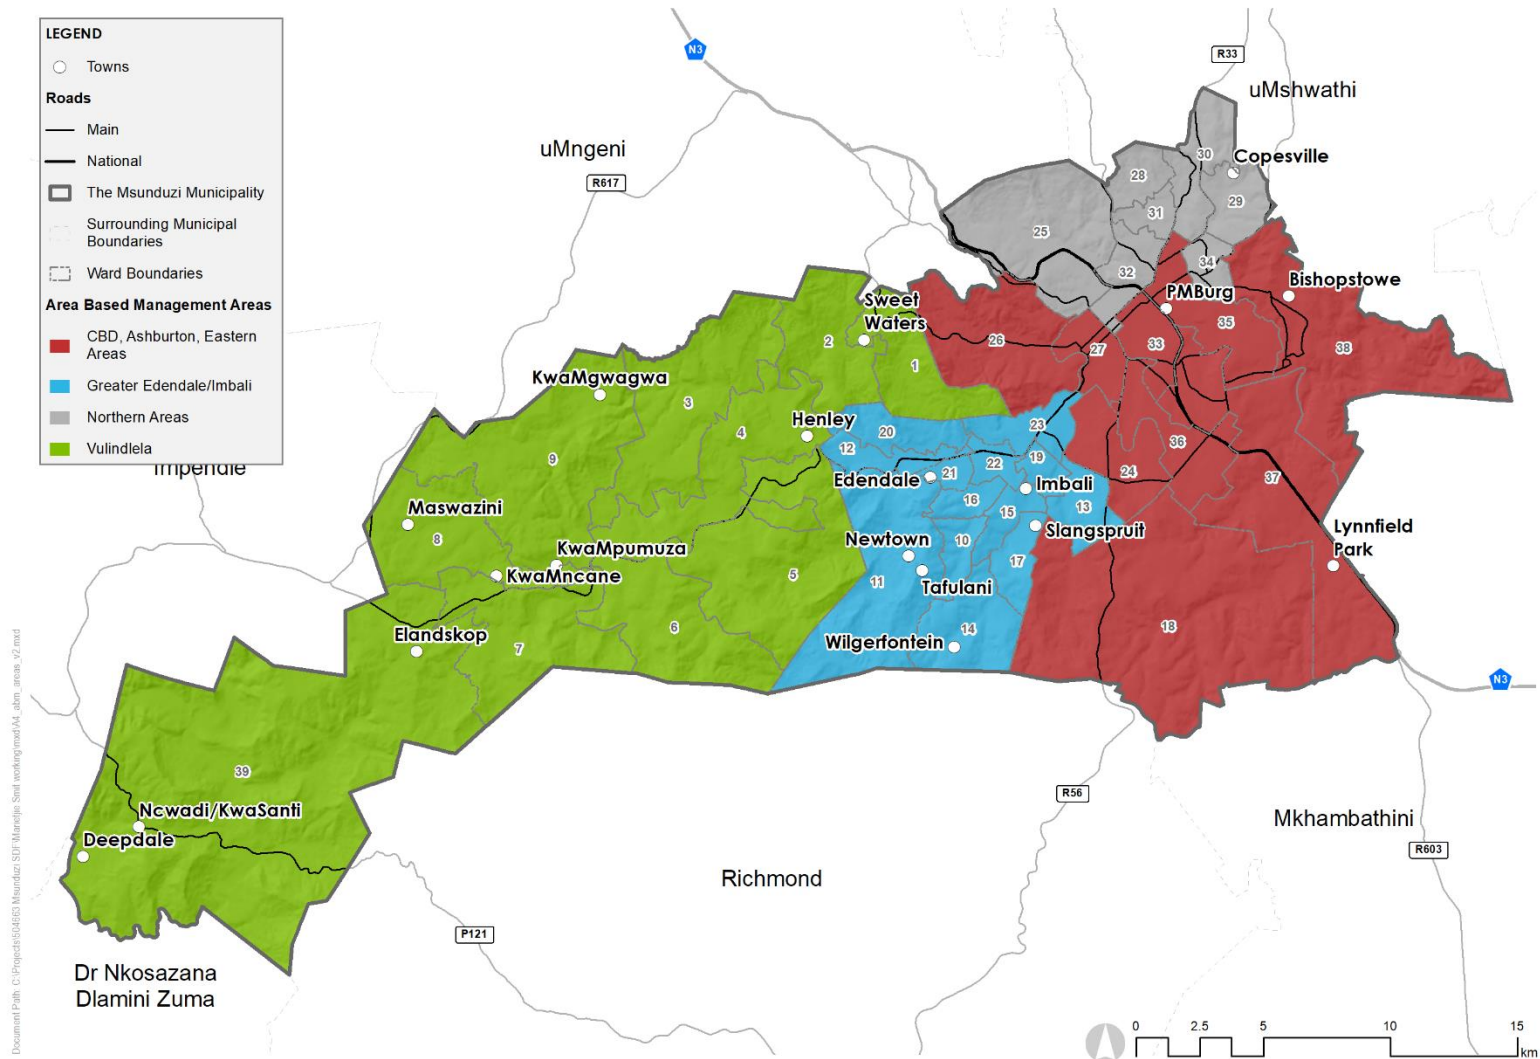 LEGEND
Towns
Roads
Main
National
The Msunduzi Municipality
Surrounding Municipal
Boundaries
Ward Boundaries
Area Based Management Areas
CBD, Ashburton, Eastern
Areas
Greater Edendale/Imbali
Northern Areas
Vulindlela
N3
R33
uMshwathi
uMngeni
R617
30
Copesville
28
29
31
25
34
32
Bishopstowe
PMBurg
Sweet
Waters
35
2
26
27
33
38
1
KwaMgwagwa
3
Henley
4
20
23
12
36
9
22
19
24
37
Edendale
21
Imbali
16
13
Maswazini
15
Slangspruit
Lynnfield
Park
8
KwaMpumuza
Newtown
10
17
KwaMncane
5
11
Tafulani
Elandskop
6
18
7
Wilgerfontein
14
N3
39
R56
Ncwadi/KwaSanti
Mkhambathini
Deepdale
R603
Richmond
P121
Dr Nkosazana
Dlamini Zuma
0
2.5
5
10
15
km